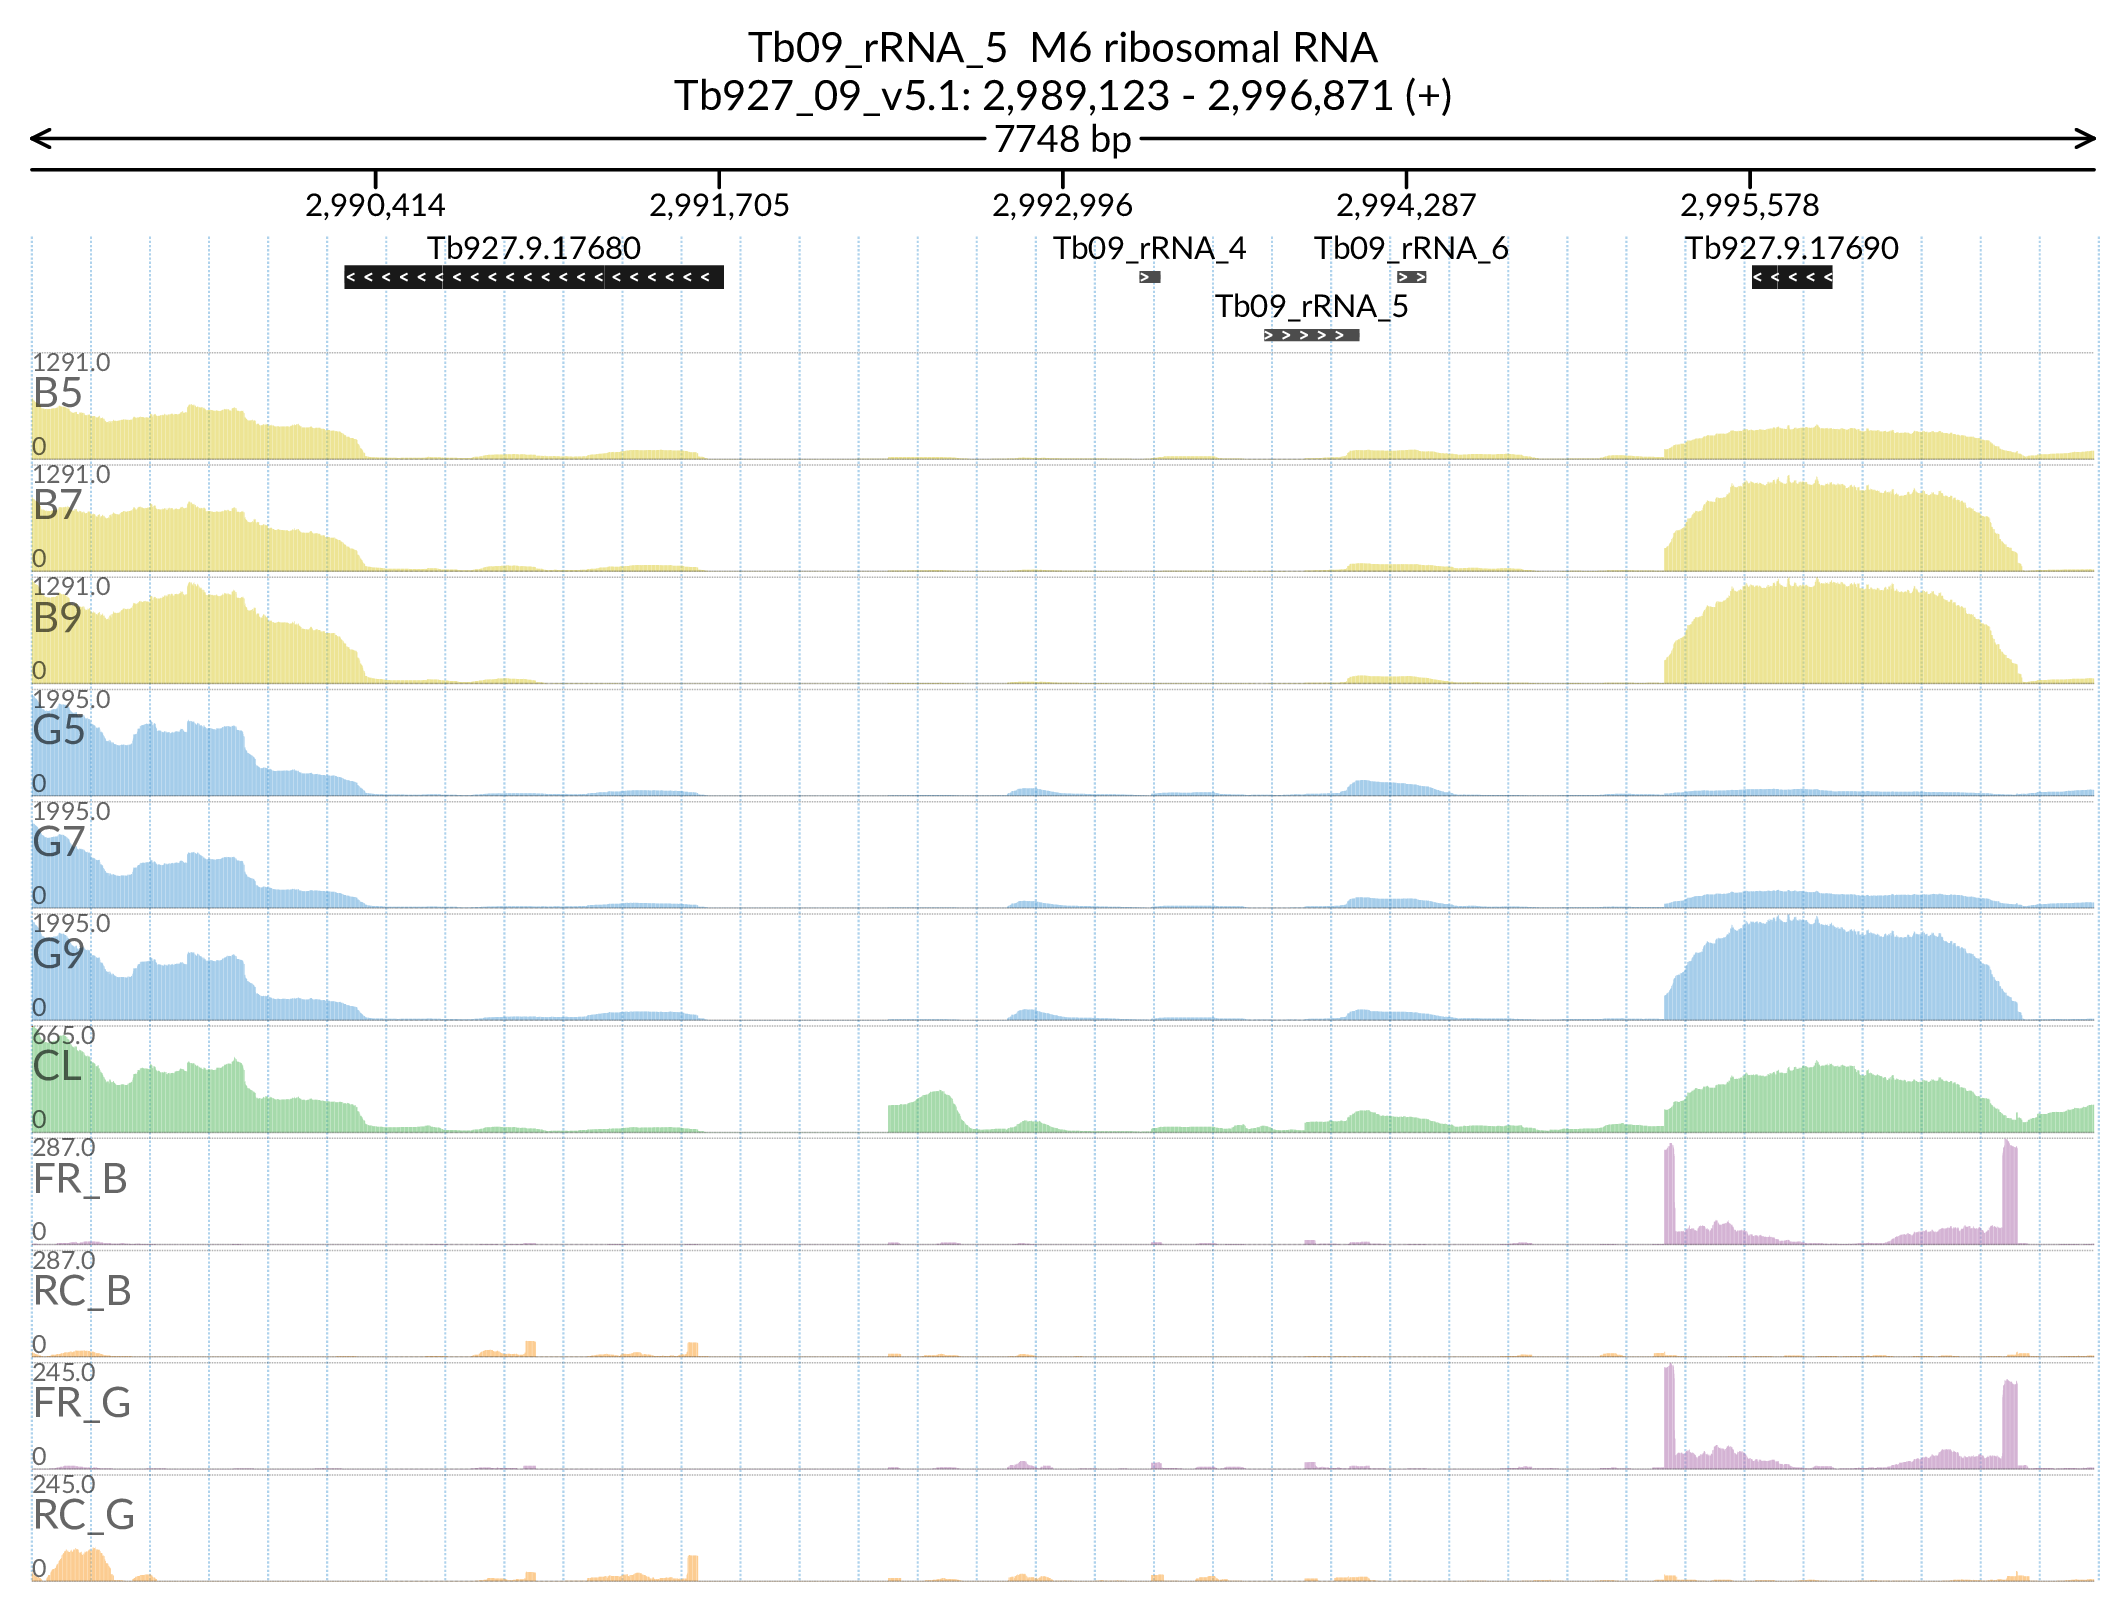 Tb09_rRNA_5  M6 ribosomal RNA
Tb927_09_v5.1: 2,989,123 - 2,996,871 (+)
7748 bp
2,990,414 2,991,705 2,992,996 2,994,287 2,995,578
Tb927.9.17680 Tb09_rRNA_4 Tb09_rRNA_6 Tb927.9.17690
Tb09_rRNA_5
1291.0
B5
0
1291.0
B7
0
1291.0
B9
0
1995.0
G5
0
1995.0
G7
0
1995.0
G9
0
665.0
CL
0
287.0
FR_B
0
287.0
RC_B
0
245.0
FR_G
0
245.0
RC_G
0